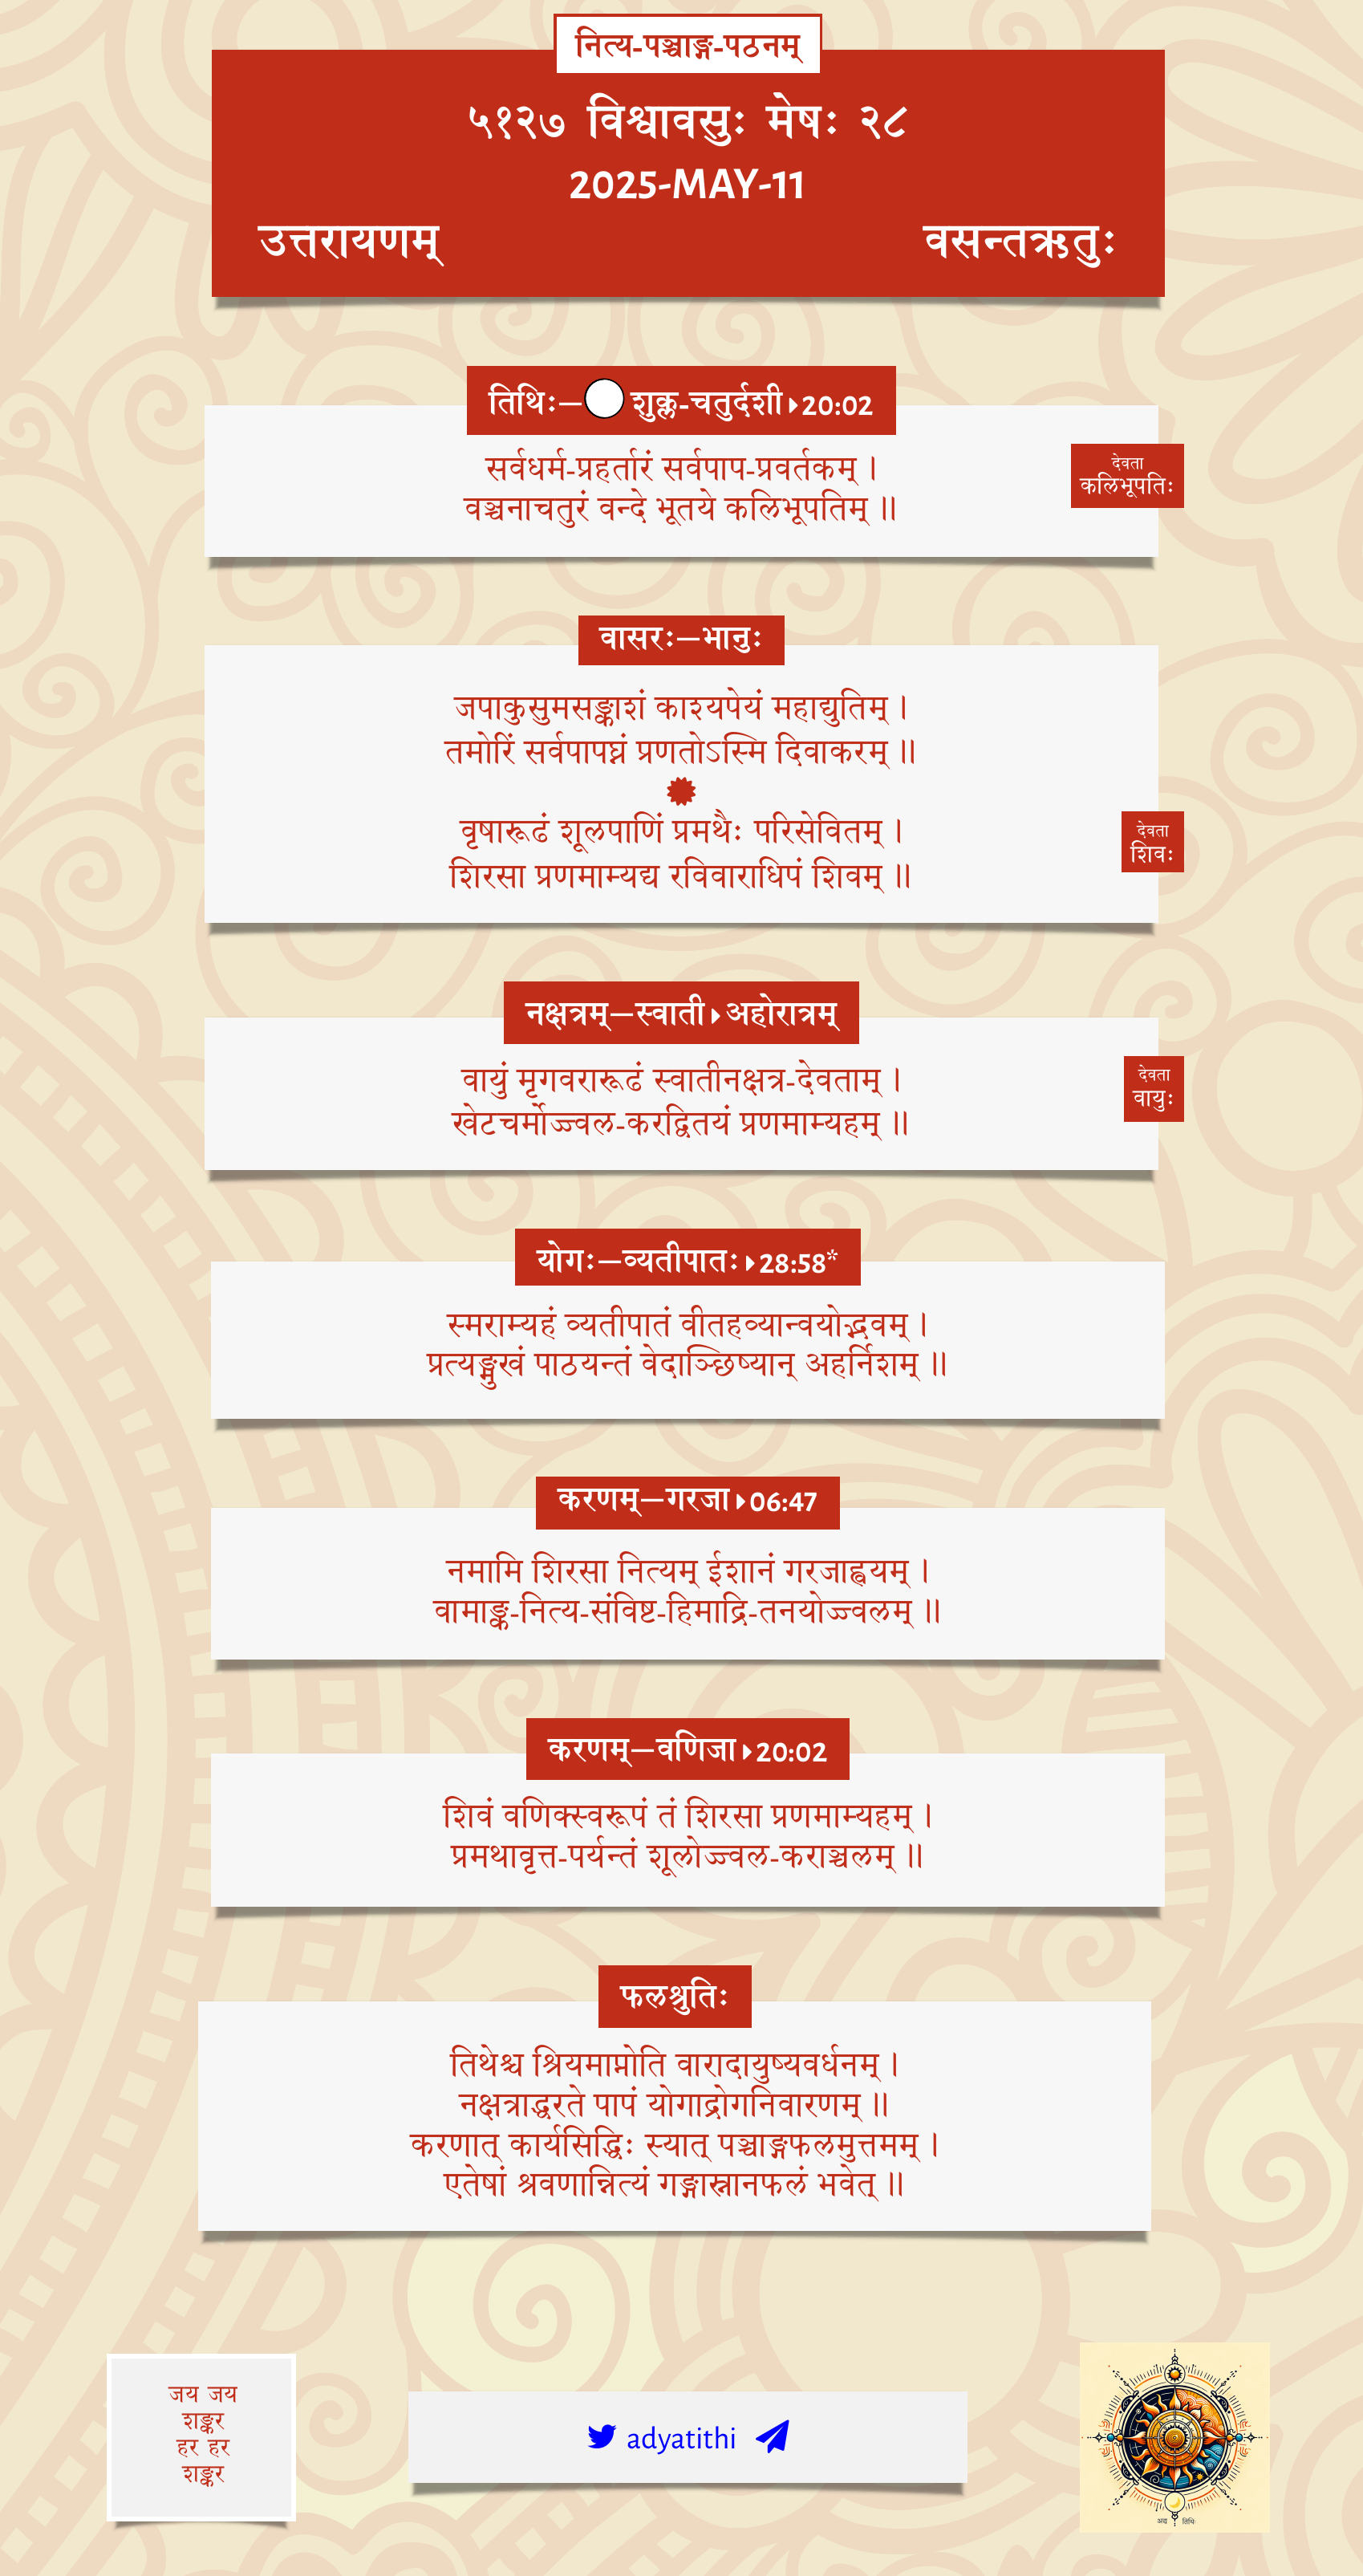 नित्य-पञ्चाङ्ग-पठनम्
५१२७ विश्वावसुः मेषः २८
2025-MAY-11
उत्तरायणम्
वसन्तऋतुः
तिथिः—शुक्ल-चतुर्दशी▸20:02
सर्वधर्म-प्रहर्तारं सर्वपाप-प्रवर्तकम् ।
वञ्चनाचतुरं वन्दे भूतये कलिभूपतिम् ॥
देवता
कलिभूपतिः
वासरः—भानुः
जपाकुसुमसङ्काशं काश्यपेयं महाद्युतिम् ।
तमोरिं सर्वपापघ्नं प्रणतोऽस्मि दिवाकरम् ॥
वृषारूढं शूलपाणिं प्रमथैः परिसेवितम् ।
शिरसा प्रणमाम्यद्य रविवाराधिपं शिवम् ॥
देवता
शिवः
नक्षत्रम्—स्वाती▸अहोरात्रम्
वायुं मृगवरारूढं स्वातीनक्षत्र-देवताम् ।
खेटचर्मोज्ज्वल-करद्वितयं प्रणमाम्यहम् ॥
देवता
वायुः
योगः—व्यतीपातः▸28:58*
स्मराम्यहं व्यतीपातं वीतहव्यान्वयोद्भवम् ।
प्रत्यङ्मुखं पाठयन्तं वेदाञ्छिष्यान् अहर्निशम् ॥
करणम्—गरजा▸06:47
नमामि शिरसा नित्यम् ईशानं गरजाह्वयम् ।
वामाङ्क-नित्य-संविष्ट-हिमाद्रि-तनयोज्ज्वलम् ॥
करणम्—वणिजा▸20:02
शिवं वणिक्स्वरूपं तं शिरसा प्रणमाम्यहम् ।
प्रमथावृत्त-पर्यन्तं शूलोज्ज्वल-कराञ्चलम् ॥
फलश्रुतिः
तिथेश्च श्रियमाप्नोति वारादायुष्यवर्धनम् ।
नक्षत्राद्धरते पापं योगाद्रोगनिवारणम् ॥
करणात् कार्यसिद्धिः स्यात् पञ्चाङ्गफलमुत्तमम् ।
एतेषां श्रवणान्नित्यं गङ्गास्नानफलं भवेत् ॥
जय जय
शङ्कर
हर हर
शङ्कर
adyatithi
अद्य तिथिः